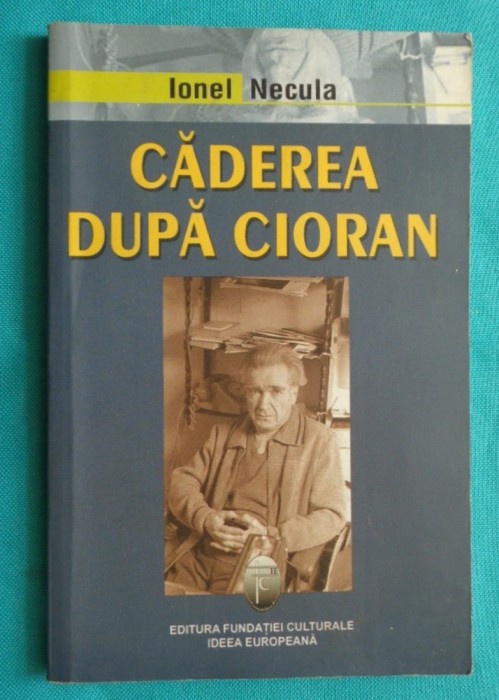 Ionel Necula
CĂDEREA
DUPĂ CIORAN
EDITURA FUNDAȚIEI CULTURALE
IDEEA EUROPEANĂ